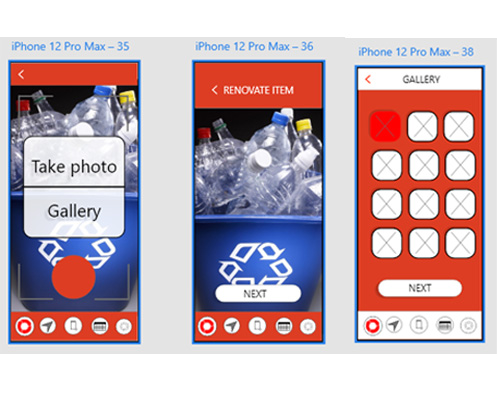 iPhone 12 Pro Max – 35
Take photo
Gallery
iPhone 12 Pro Max – 36
RENOVATE ITEM
NEXT
iPhone 12 Pro Max – 38
GALLERY
NEXT